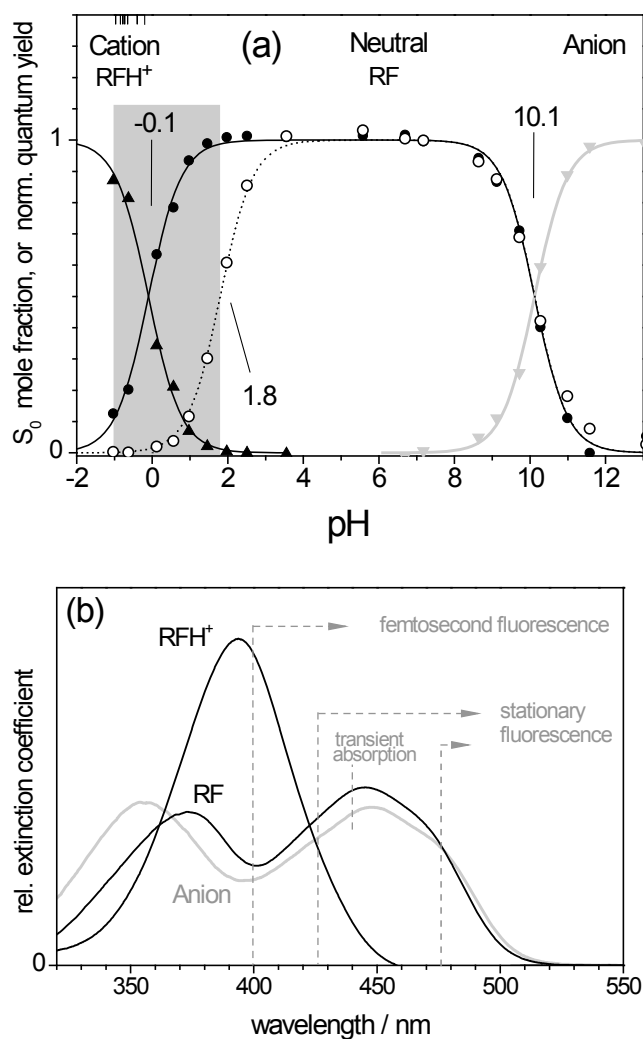 (a)
Cation
RFH⁺
Neutral
RF
Anion
-0.1
10.1
1.8
1
0
S₀ mole fraction, or norm. quantum yield
-2 0 2 4 6 8 10 12
pH
(b)
RFH⁺
femtosecond fluorescence
stationary
fluorescence
transient
absorption
RF
Anion
rel. extinction coefficient
0
350 400 450 500 550
wavelength / nm